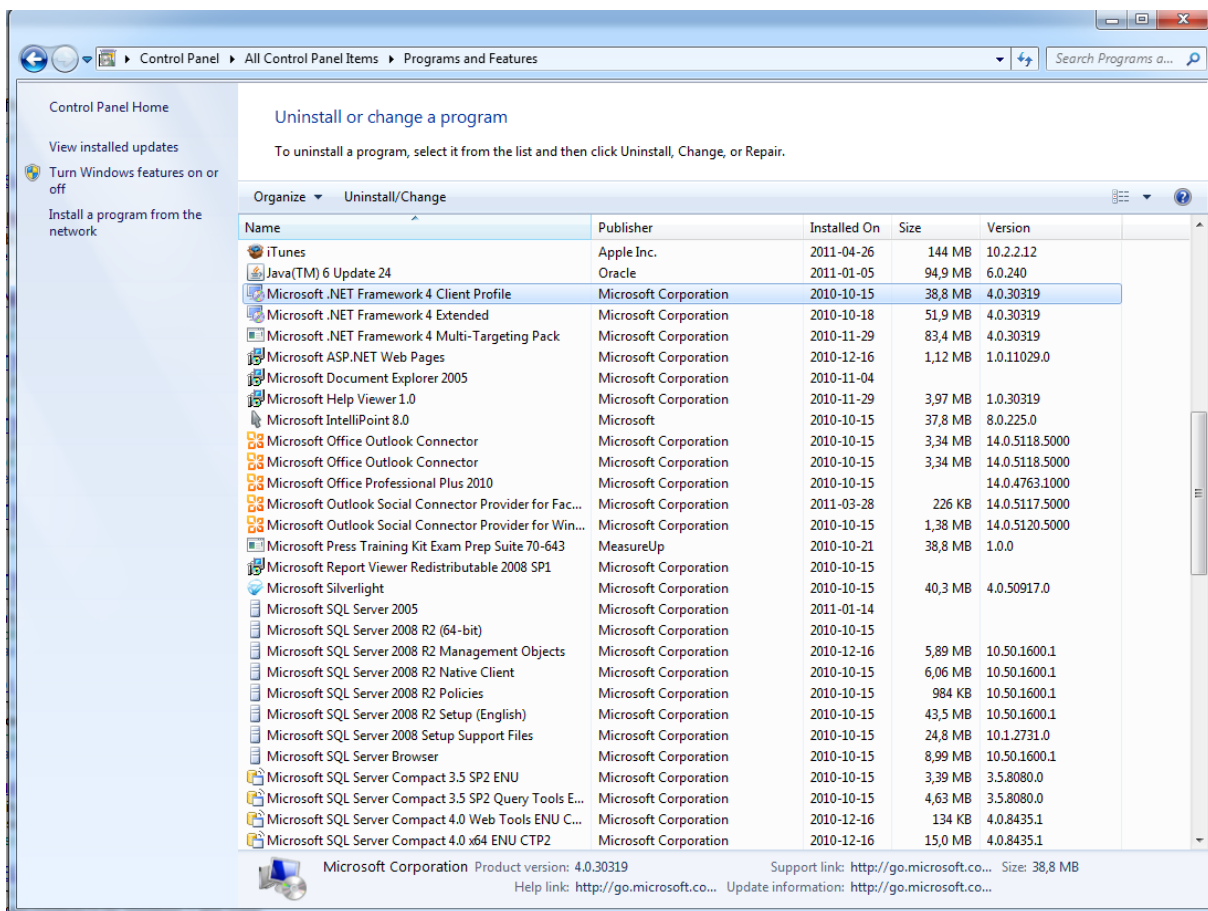 Control Panel All Control Panel Items Programs and Features Search Programs a...
Control Panel Home
View installed updates
Turn Windows features on or
off
Install a program from the
network
Uninstall or change a program
To uninstall a program, select it from the list and then click Uninstall, Change, or Repair.
Organize Uninstall/Change
Name Publisher Installed On Size Version
iTunes Apple Inc. 2011-04-26 144 MB 10.2.2.12
Java(TM) 6 Update 24 Oracle 2011-01-05 94,9 MB 6.0.240
Microsoft .NET Framework 4 Client Profile Microsoft Corporation 2010-10-15 38,8 MB 4.0.30319
Microsoft .NET Framework 4 Extended Microsoft Corporation 2010-10-18 51,9 MB 4.0.30319
Microsoft .NET Framework 4 Multi-Targeting Pack Microsoft Corporation 2010-11-29 83,4 MB 4.0.30319
Microsoft ASP.NET Web Pages Microsoft Corporation 2010-12-16 1,12 MB 1.0.11029.0
Microsoft Document Explorer 2005 Microsoft Corporation 2010-11-04
Microsoft Help Viewer 1.0 Microsoft Corporation 2010-11-29 3,97 MB 1.0.30319
Microsoft IntelliPoint 8.0 Microsoft 2010-10-15 37,8 MB 8.0.225.0
Microsoft Office Outlook Connector Microsoft Corporation 2010-10-15 3,34 MB 14.0.5118.5000
Microsoft Office Outlook Connector Microsoft Corporation 2010-10-15 3,34 MB 14.0.5118.5000
Microsoft Office Professional Plus 2010 Microsoft Corporation 2010-10-15 14.0.4763.1000
Microsoft Outlook Social Connector Provider for Fac... Microsoft Corporation 2011-03-28 226 KB 14.0.5117.5000
Microsoft Outlook Social Connector Provider for Win... Microsoft Corporation 2010-10-15 1,38 MB 14.0.5120.5000
Microsoft Press Training Kit Exam Prep Suite 70-643 MeasureUp 2010-10-21 38,8 MB 1.0.0
Microsoft Report Viewer Redistributable 2008 SP1 Microsoft Corporation 2010-10-15
Microsoft Silverlight Microsoft Corporation 2010-10-15 40,3 MB 4.0.50917.0
Microsoft SQL Server 2005 Microsoft Corporation 2011-01-14
Microsoft SQL Server 2008 R2 (64-bit) Microsoft Corporation 2010-10-15
Microsoft SQL Server 2008 R2 Management Objects Microsoft Corporation 2010-12-16 5,89 MB 10.50.1600.1
Microsoft SQL Server 2008 R2 Native Client Microsoft Corporation 2010-10-15 6,06 MB 10.50.1600.1
Microsoft SQL Server 2008 R2 Policies Microsoft Corporation 2010-10-15 984 KB 10.50.1600.1
Microsoft SQL Server 2008 R2 Setup (English) Microsoft Corporation 2010-10-15 43,5 MB 10.50.1600.1
Microsoft SQL Server 2008 Setup Support Files Microsoft Corporation 2010-10-15 24,8 MB 10.1.2731.0
Microsoft SQL Server Browser Microsoft Corporation 2010-10-15 8,99 MB 10.50.1600.1
Microsoft SQL Server Compact 3.5 SP2 ENU Microsoft Corporation 2010-10-15 3,39 MB 3.5.8080.0
Microsoft SQL Server Compact 3.5 SP2 Query Tools E... Microsoft Corporation 2010-10-15 4,63 MB 3.5.8080.0
Microsoft SQL Server Compact 4.0 Web Tools ENU C... Microsoft Corporation 2010-12-16 134 KB 4.0.8435.1
Microsoft SQL Server Compact 4.0 x64 ENU CTP2 Microsoft Corporation 2010-12-16 15,0 MB 4.0.8435.1
Microsoft Corporation Product version: 4.0.30319 Support link: http://go.microsoft.co... Size: 38,8 MB
Help link: http://go.microsoft.co... Update information: http://go.microsoft.co...